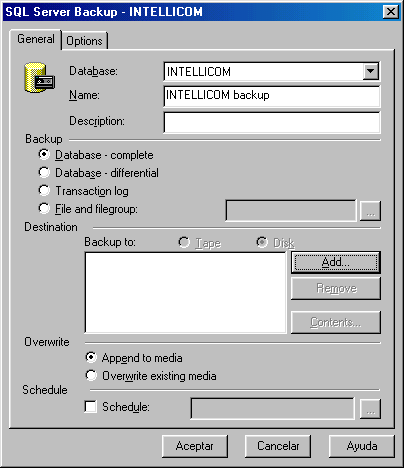 SQL Server Backup - INTELLICOM
General Options
Database: INTELLICOM
Name: INTELLICOM backup
Description:
Backup
Database - complete
Database - differential
Transaction log
File and filegroup: ...
Destination
Backup to: Tape Disk
Add...
Remove
Contents...
Overwrite
Append to media
Overwrite existing media
Schedule
Schedule: ...
Aceptar Cancelar Ayuda